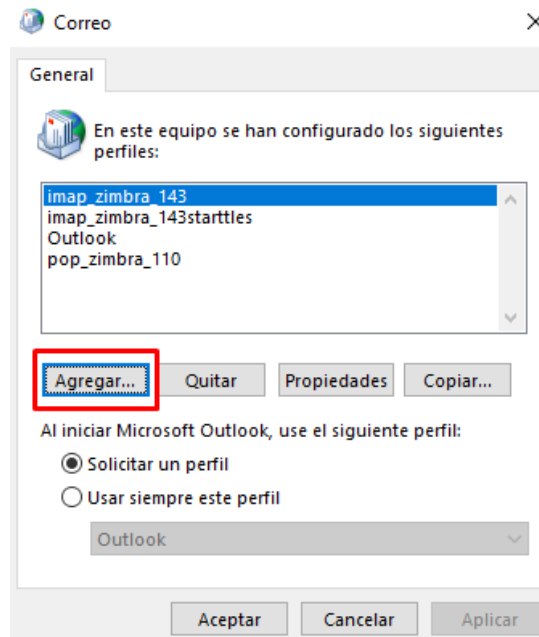 Correo
General
En este equipo se han configurado los siguientes
perfiles:
imap_zimbra_143
imap_zimbra_143starttles
Outlook
pop_zimbra_110
Agregar... Quitar Propiedades Copiar...
Al iniciar Microsoft Outlook, use el siguiente perfil:
Solicitar un perfil
Usar siempre este perfil
Outlook
Aceptar Cancelar Aplicar